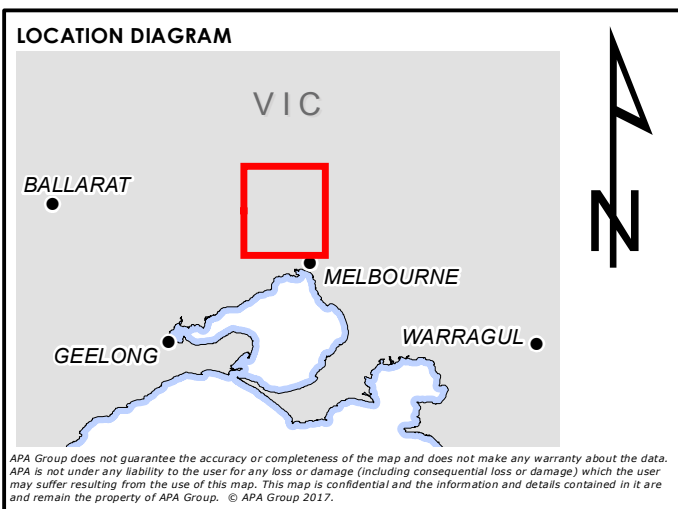 LOCATION DIAGRAM
VIC
BALLARAT
N
MELBOURNE
WARRAGUL
GEELONG
APA Group does not guarantee the accuracy or completeness of the map and does not make any warranty about the data.
APA is not under any liability to the user for any loss or damage (including consequential loss or damage) which the user
may suffer resulting from the use of this map. This map is confidential and the information and details contained in it are
and remain the property of APA Group. © APA Group 2017.